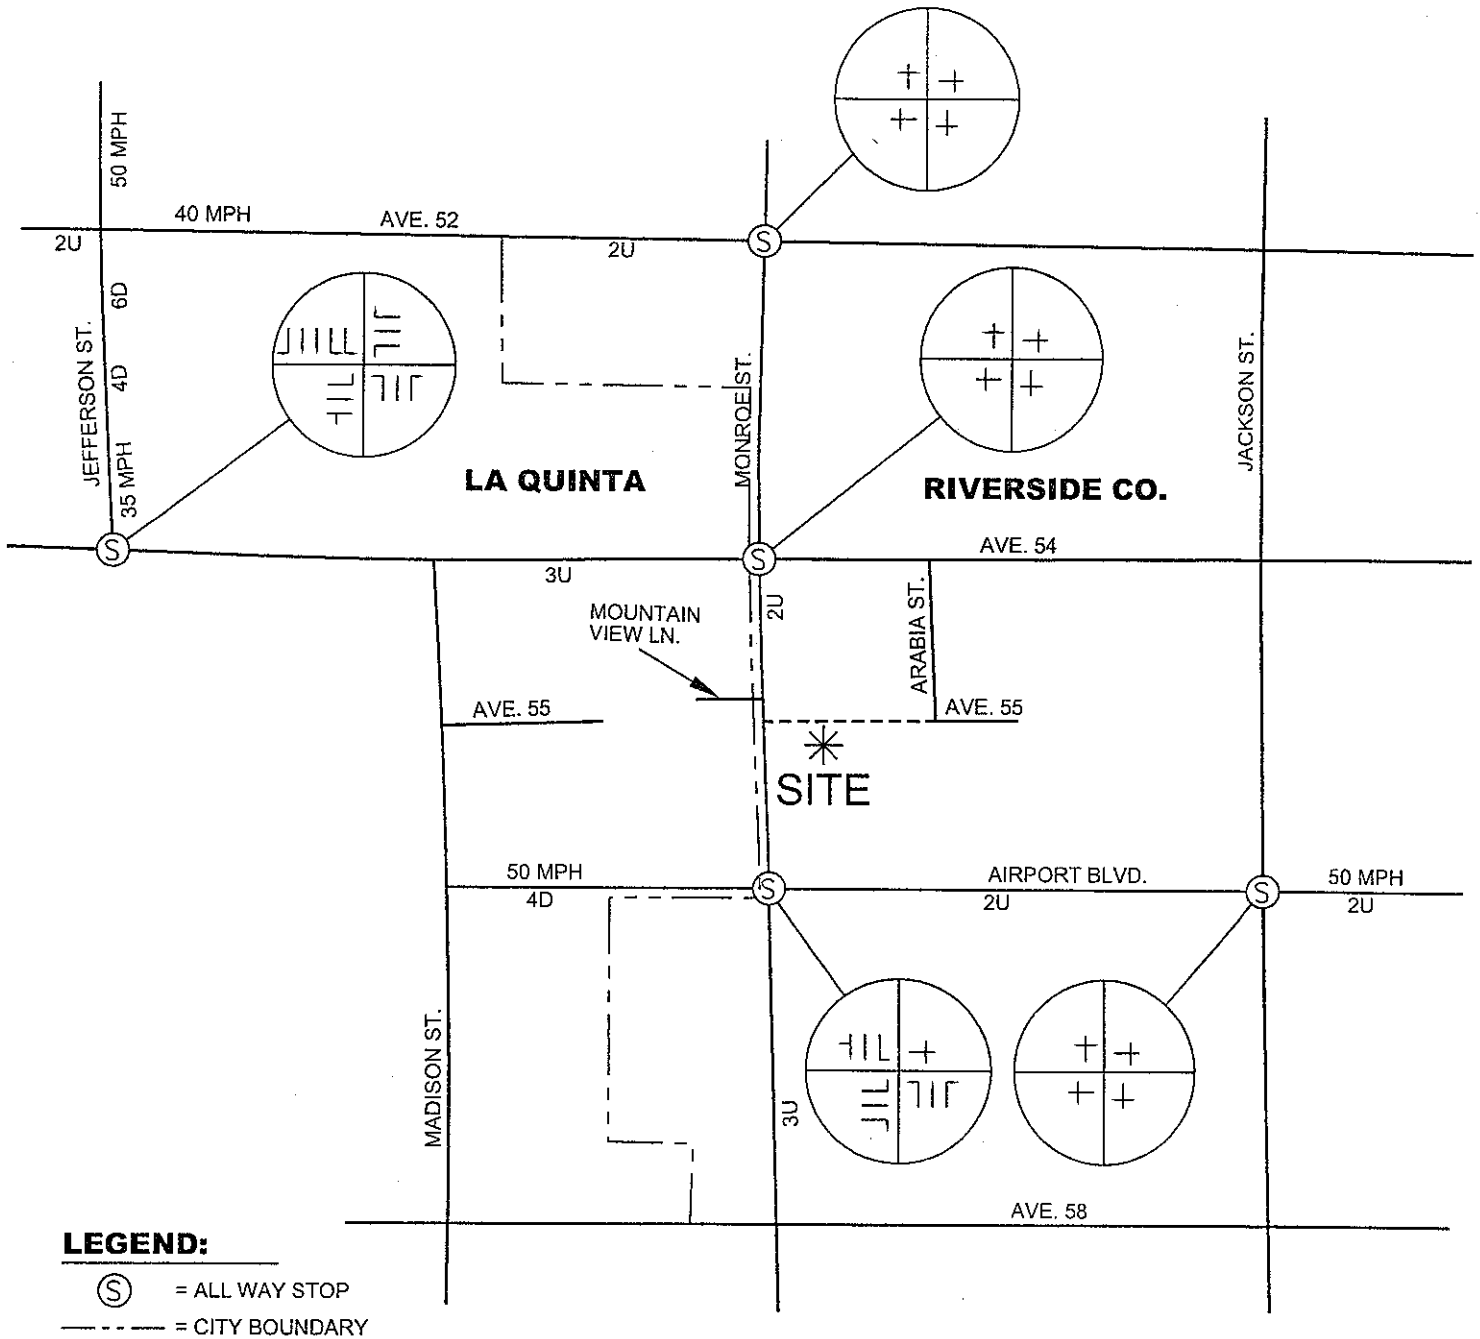 50 MPH
40 MPH
AVE. 52
2U
2U
S
6D
JEFFERSON ST.
4D
35 MPH
MONROE ST.
JACKSON ST.
LA QUINTA
RIVERSIDE CO.
S
S
AVE. 54
3U
2U
MOUNTAIN
VIEW LN.
ARABIA ST.
AVE. 55
AVE. 55
SITE
50 MPH
4D
S
AIRPORT BLVD.
2U
S
50 MPH
2U
MADISON ST.
3U
AVE. 58
LEGEND:
S = ALL WAY STOP
= CITY BOUNDARY